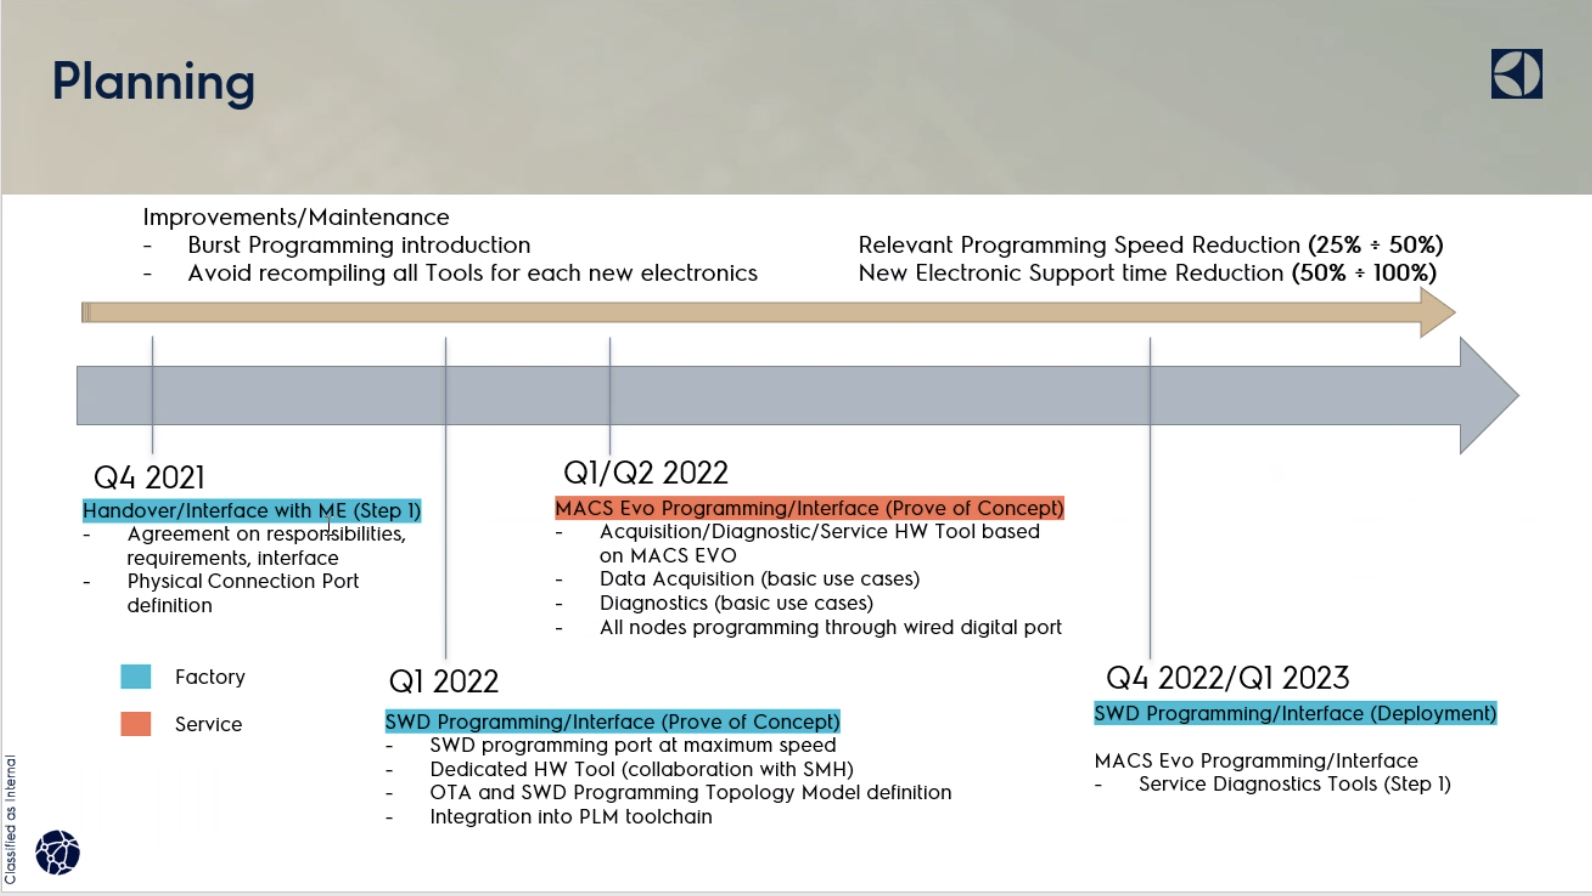 Planning
Improvements/Maintenance
- Burst Programming introduction
- Avoid recompiling all Tools for each new electronics
Relevant Programming Speed Reduction (25% ÷ 50%)
New Electronic Support time Reduction (50% ÷ 100%)
Q4 2021
Handover/Interface with ME (Step 1)
- Agreement on responsibilities,
requirements, interface
- Physical Connection Port
definition
Q1/Q2 2022
MACS Evo Programming/Interface (Prove of Concept)
- Acquisition/Diagnostic/Service HW Tool based
on MACS EVO
- Data Acquisition (basic use cases)
- Diagnostics (basic use cases)
- All nodes programming through wired digital port
Factory
Service
Q1 2022
SWD Programming/Interface (Prove of Concept)
- SWD programming port at maximum speed
- Dedicated HW Tool (collaboration with SMH)
- OTA and SWD Programming Topology Model definition
- Integration into PLM toolchain
Q4 2022/Q1 2023
SWD Programming/Interface (Deployment)
MACS Evo Programming/Interface
- Service Diagnostics Tools (Step 1)
Classified as Internal